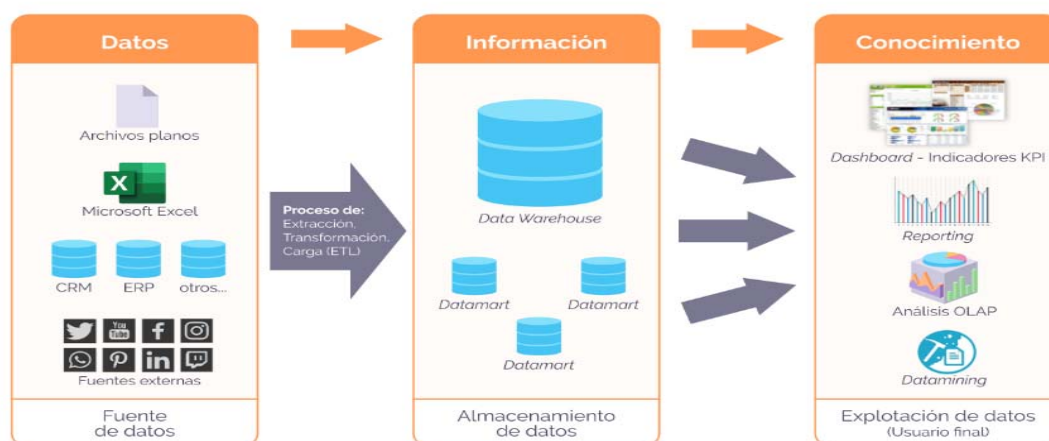 Datos
Archivos planos
X
Microsoft Excel
CRM
ERP
otros...
You
Tube
Fuentes externas
Fuente
de datos
Proceso de:
Extracción,
Transformación,
Carga (ETL)
Información
Data Warehouse
Datamart
Datamart
Datamart
Almacenamiento
de datos
Conocimiento
Dashboard - Indicadores KPI
Reporting
Análisis OLAP
Datamining
Explotación de datos
(Usuario final)